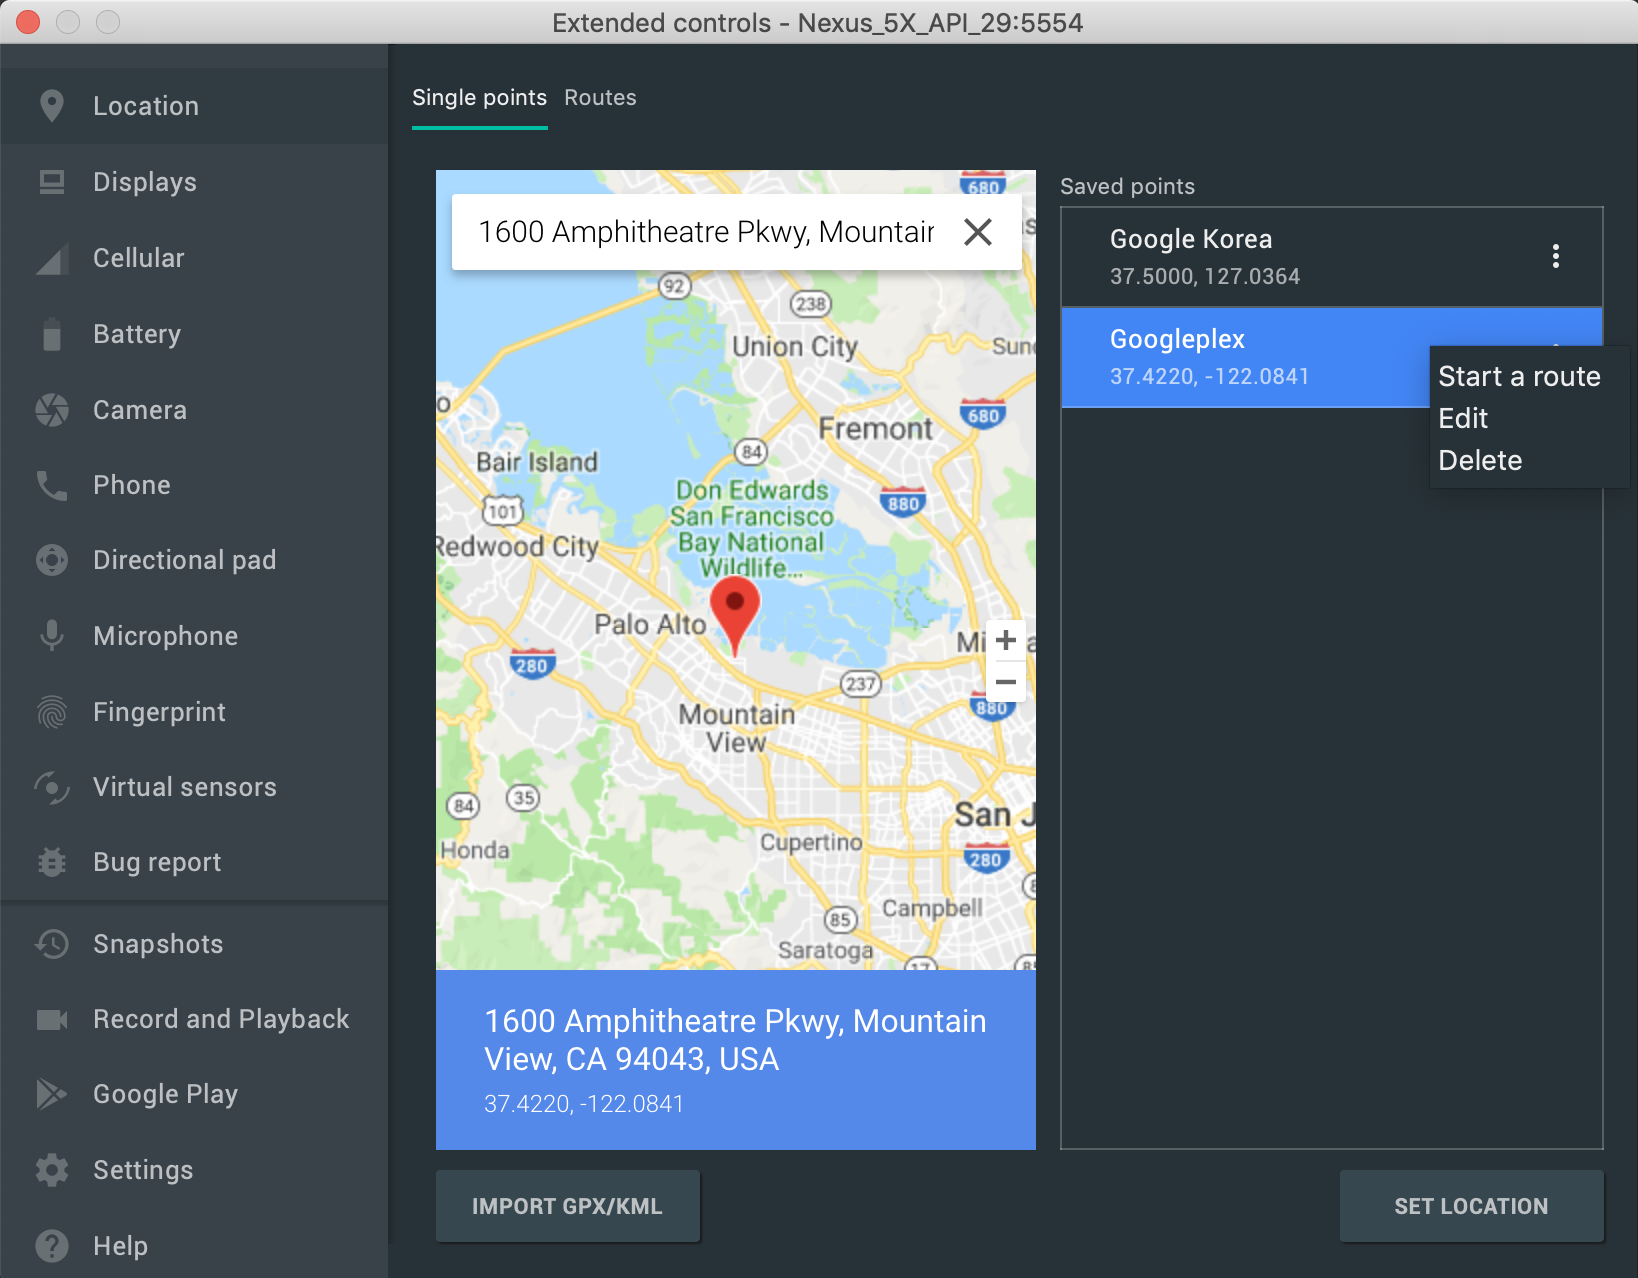 Extended controls - Nexus_5X_API_29:5554
Location
Displays
Cellular
Battery
Camera
Phone
Directional pad
Microphone
Fingerprint
Virtual sensors
Bug report
Snapshots
Record and Playback
Google Play
Settings
Help
Single points
Routes
1600 Amphitheatre Pkwy, Mountain
680
92
238
Union City
Sun
680
Fremont
84
Bair Island
Don Edwards
San Francisco
Bay National
Wildlife...
101
880
Redwood City
Palo Alto
280
237
880
Mountain
View
84
35
San J
Cupertino
280
Honda
Campbell
85
Saratoga
17
1600 Amphitheatre Pkwy, Mountain
View, CA 94043, USA
37.4220, -122.0841
IMPORT GPX/KML
Saved points
Google Korea
37.5000, 127.0364
Googleplex
37.4220, -122.0841
Start a route
Edit
Delete
SET LOCATION